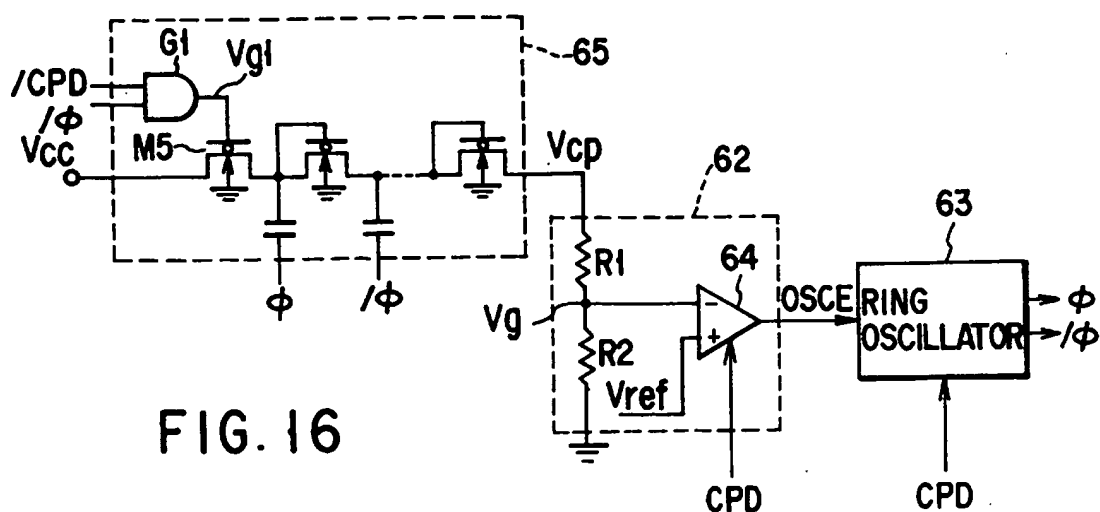 G1
Vg1
65
/CPD
/Φ
Vcc
M5
Vcp
62
63
Φ
/Φ
R1
64
Vg
OSCE
RING
OSCILLATOR
Φ
/Φ
R2
Vref
FIG. 16
CPD
CPD